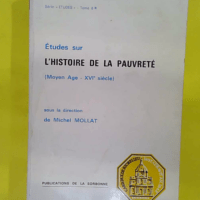 Études sur
L'HISTOIRE DE LA PAUVRETÉ
(Moyen Age - XVIe siècle)
sous la direction
de Michel MOLLAT
PUBLICATIONS DE LA SORBONNE